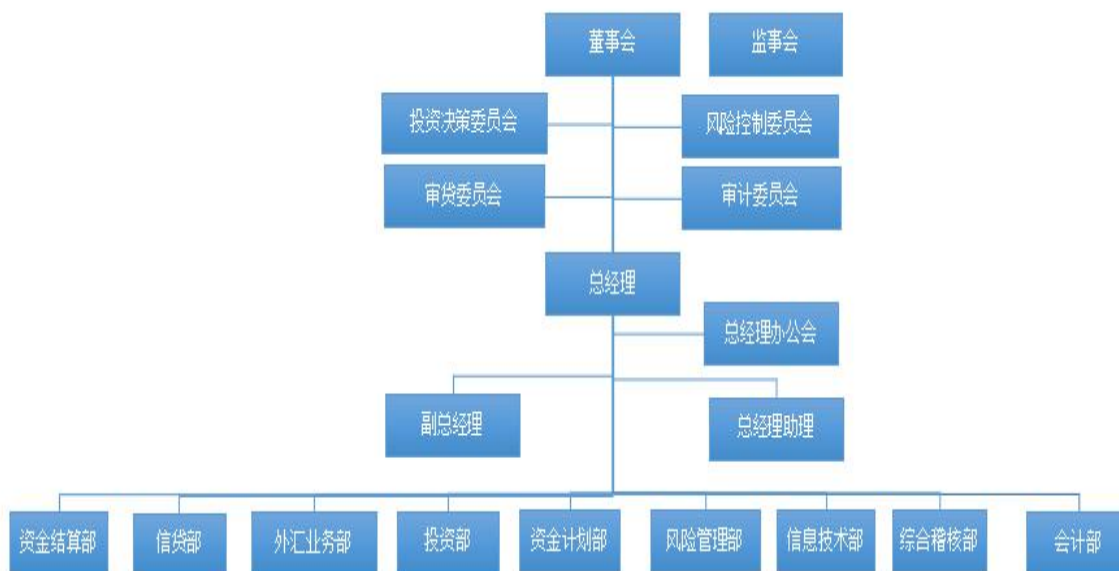 董事会
监事会
投资决策委员会
风险控制委员会
审贷委员会
审计委员会
总经理
总经理办公会
副总经理
总经理助理
资金结算部
信贷部
外汇业务部
投资部
资金计划部
风险管理部
信息技术部
综合稽核部
会计部